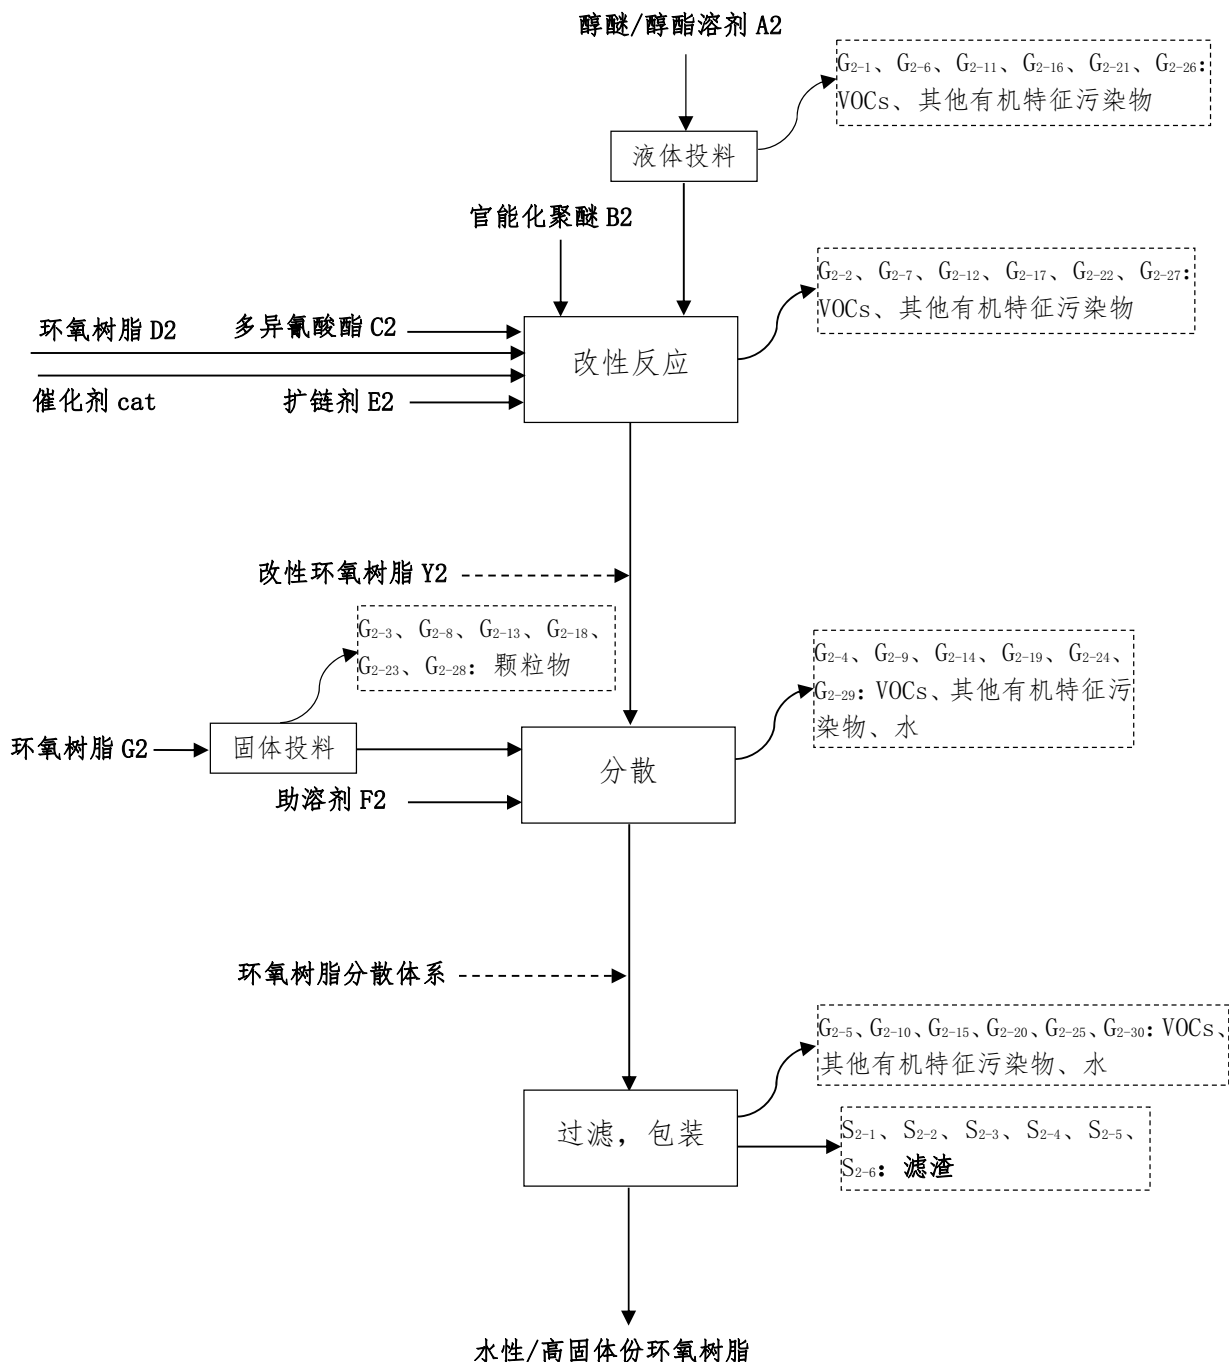 醇醚/醇酯溶剂 A2
G2-1、G2-6、G2-11、G2-16、G2-21、G2-26：
VOCs、其他有机特征污染物
液体投料
官能化聚醚 B2
G2-2、G2-7、G2-12、G2-17、G2-22、G2-27：
VOCs、其他有机特征污染物
环氧树脂 D2
多异氰酸酯 C2
改性反应
催化剂 cat
扩链剂 E2
改性环氧树脂 Y2
G2-3、G2-8、G2-13、G2-18、
G2-23、G2-28：颗粒物
G2-4、G2-9、G2-14、G2-19、G2-24、
G2-29：VOCs、其他有机特征污
染物、水
环氧树脂 G2
固体投料
分散
助溶剂 F2
环氧树脂分散体系
G2-5、G2-10、G2-15、G2-20、G2-25、G2-30：VOCs、
其他有机特征污染物、水
过滤，包装
S2-1、S2-2、S2-3、S2-4、S2-5、
S2-6：滤渣
水性/高固体份环氧树脂